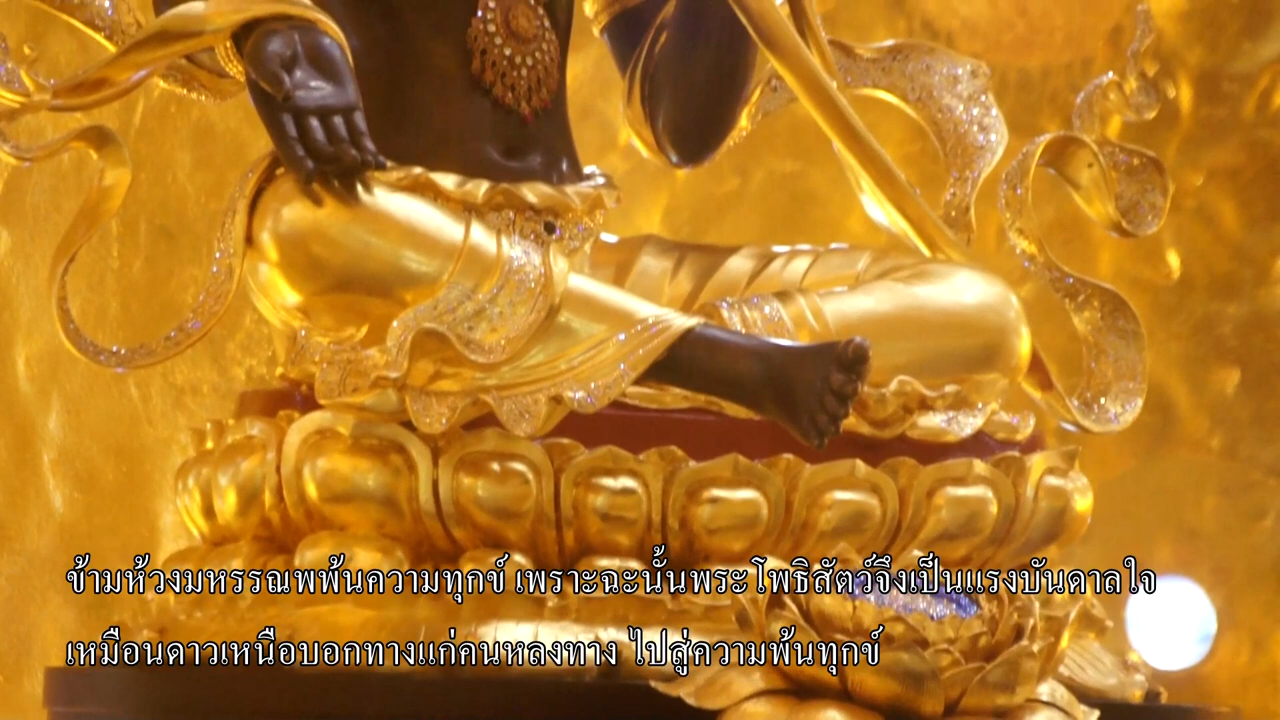 ข้ามห้วงมหรรณพพ้นความทุกข์ เพราะฉะนั้นพระโพธิสัตว์จึงเป็นแรงบันดาลใจ
เหมือนดาวเหนือบอกทางแก่คนหลงทาง ไปสู่ความพ้นทุกข์